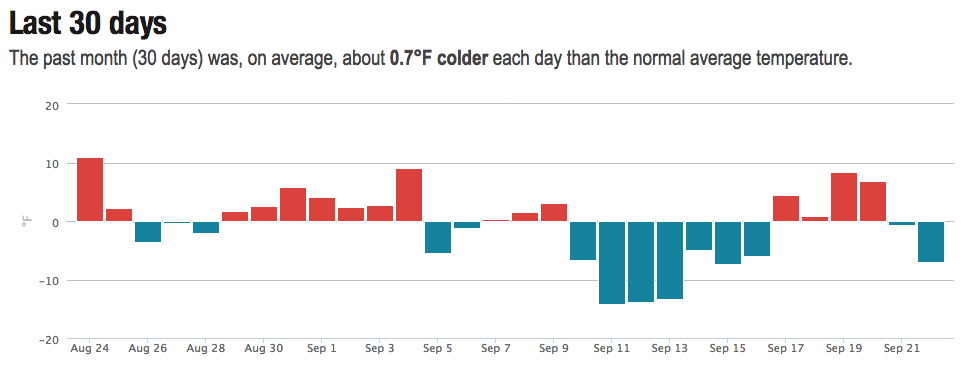 Last 30 days
The past month (30 days) was, on average, about 0.7°F colder each day than the normal average temperature.
20
10
°F
0
−10
−20
Aug 24 Aug 26 Aug 28 Aug 30 Sep 1 Sep 3 Sep 5 Sep 7 Sep 9 Sep 11 Sep 13 Sep 15 Sep 17 Sep 19 Sep 21